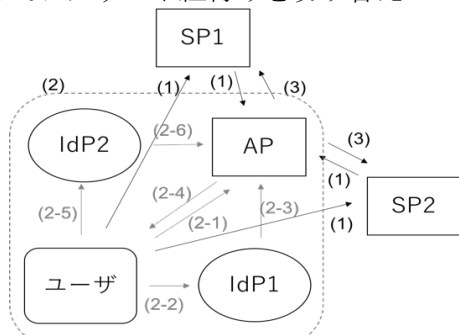 SP1
(2)
(1)
(1)
(3)
IdP2
(2-6)
AP
(3)
(1)
(2-4)
(2-5)
(2-1)
(2-3)
SP2
(1)
ユーザ
(2-2)
IdP1